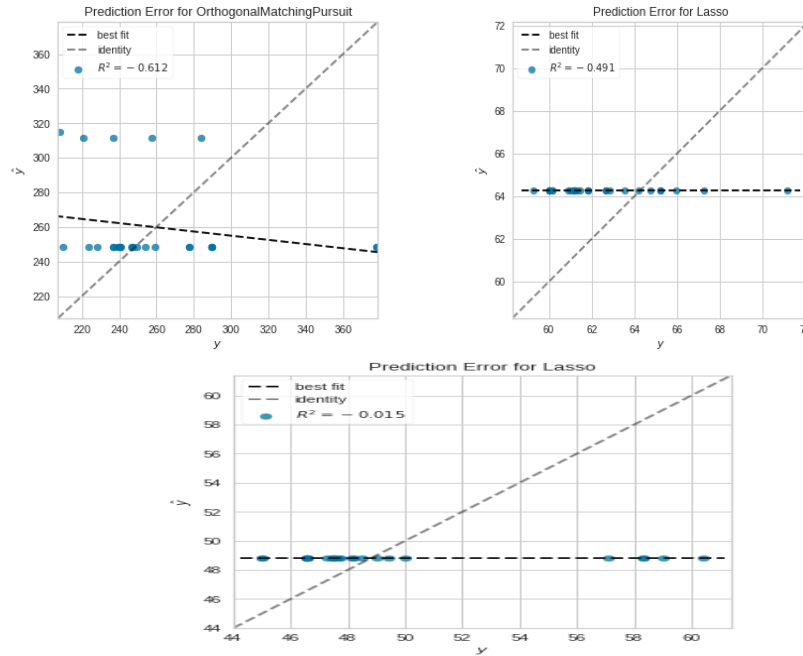 Prediction Error for OrthogonalMatchingPursuit
best fit
identity
R² = −0.612
360
340
320
300
280
260
240
220
ŷ
220 240 260 280 300 320 340 360
y
Prediction Error for Lasso
best fit
identity
R² = −0.491
72
70
68
66
64
62
60
ŷ
60 62 64 66 68 70 72
y
Prediction Error for Lasso
best fit
identity
R² = −0.015
60
58
56
54
52
50
48
46
44
ŷ
44 46 48 50 52 54 56 58 60
y